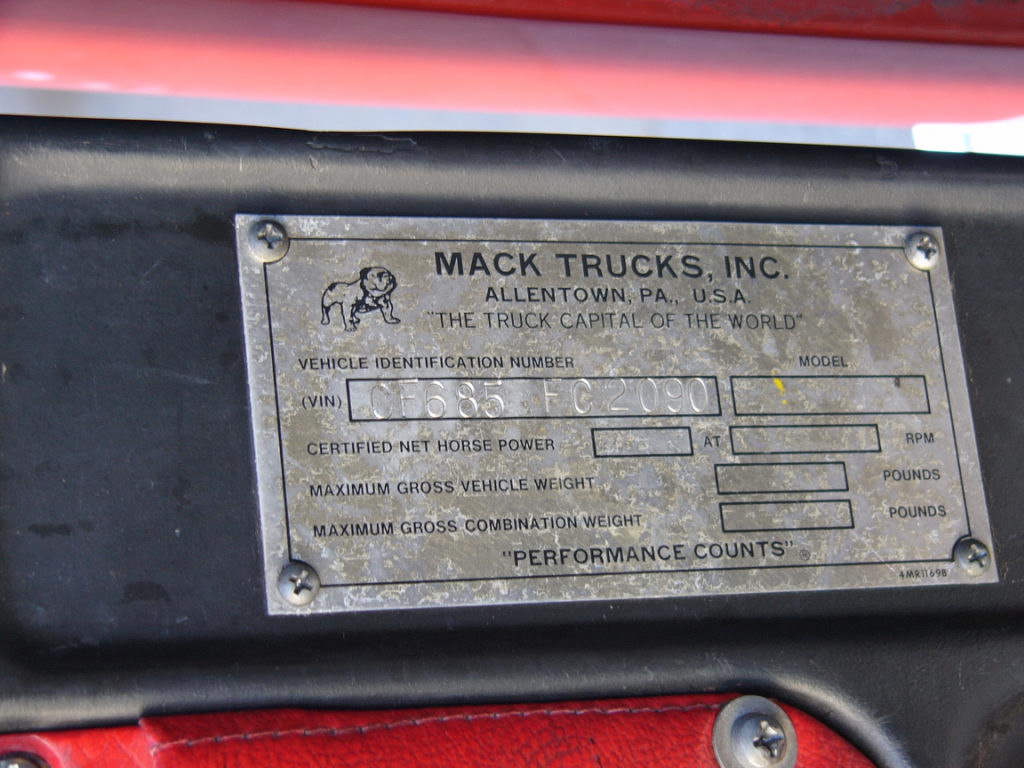 MACK TRUCKS, INC.
ALLENTOWN, PA., U.S.A.
"THE TRUCK CAPITAL OF THE WORLD"
VEHICLE IDENTIFICATION NUMBER MODEL
(VIN) CF685 FC2090
CERTIFIED NET HORSE POWER AT RPM
MAXIMUM GROSS VEHICLE WEIGHT POUNDS
MAXIMUM GROSS COMBINATION WEIGHT POUNDS
"PERFORMANCE COUNTS" ®
4MR1169B